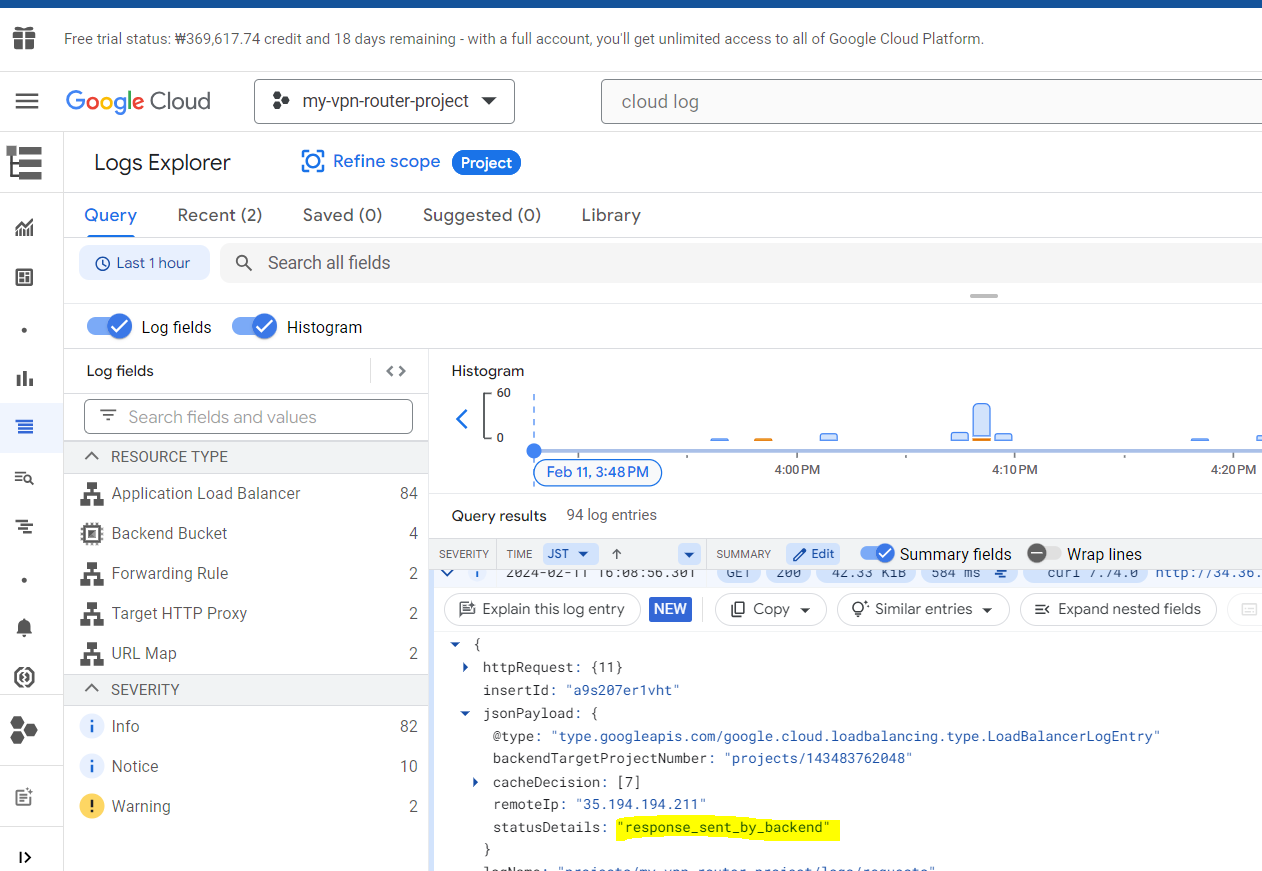 Free trial status: ₩369,617.74 credit and 18 days remaining - with a full account, you'll get unlimited access to all of Google Cloud Platform.
Google Cloud
my-vpn-router-project
cloud log
Logs Explorer
Refine scope
Project
Query
Recent (2)
Saved (0)
Suggested (0)
Library
Last 1 hour
Search all fields
Log fields
Histogram
Log fields
Search fields and values
RESOURCE TYPE
Application Load Balancer 84
Backend Bucket 4
Forwarding Rule 2
Target HTTP Proxy 2
URL Map 2
SEVERITY
Info 82
Notice 10
Warning 2
Histogram
60
0
Feb 11, 3:48 PM
4:00 PM
4:10 PM
4:20 PM
Query results 94 log entries
SEVERITY TIME JST SUMMARY Edit Summary fields Wrap lines
2024-02-11 16:08:56.301 GET 200 42.33 KiB 584 ms curl 7.74.0 http://34.36.
Explain this log entry NEW Copy Similar entries Expand nested fields
{
httpRequest: {11}
insertId: "a9s207er1vht"
jsonPayload: {
@type: "type.googleapis.com/google.cloud.loadbalancing.type.LoadBalancerLogEntry"
backendTargetProjectNumber: "projects/143483762048"
cacheDecision: [7]
remoteIp: "35.194.194.211"
statusDetails: "response_sent_by_backend"
}
logName: "projects/my-vpn-router-project/logs/requests"